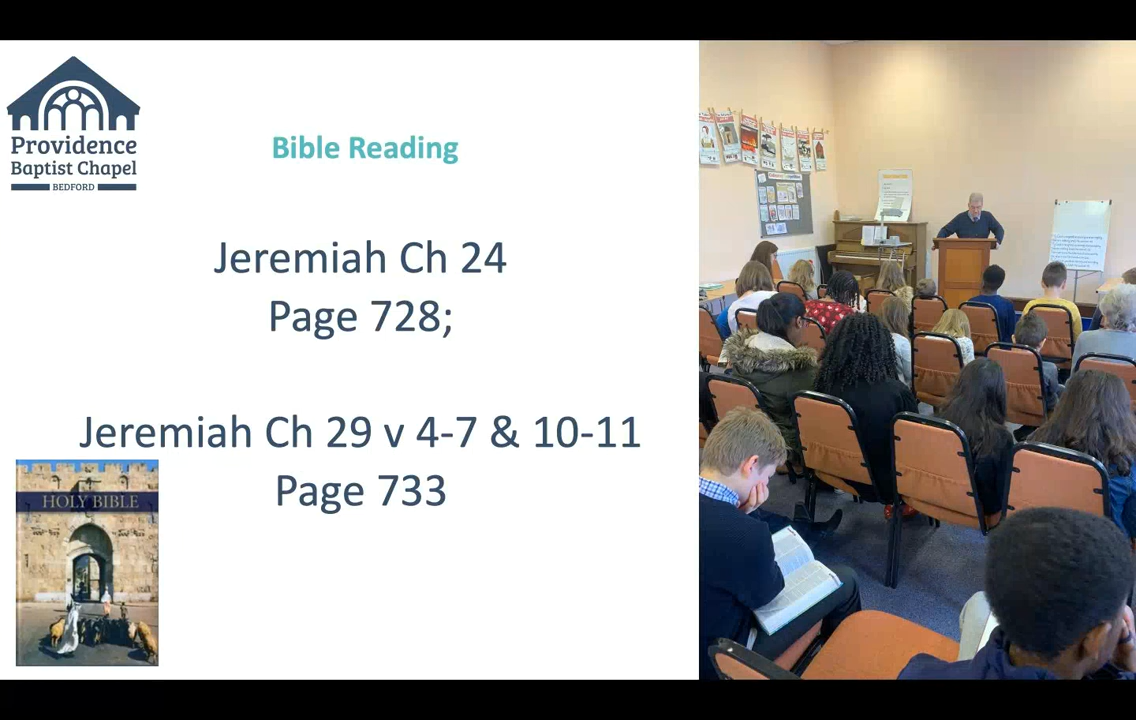 Providence
Baptist Chapel
BEDFORD
Bible Reading
Jeremiah Ch 24
Page 728;
Jeremiah Ch 29 v 4-7 & 10-11
Page 733
HOLY BIBLE